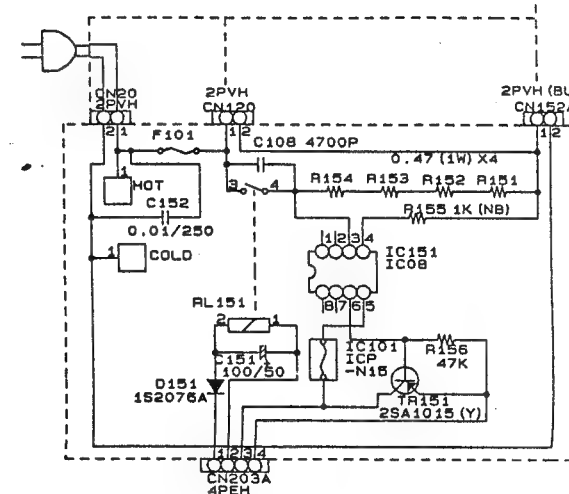 CN20
2PVH
2 1
2PVH
CN120
1 2
2PVH (BU
CN152A
1 2
F101
C108 4700P
0.47 (1W) X4
R154 R153 R152 R151
1
HOT
C152
0.01/250
3 4
R155 1K (NB)
1 2 3 4
IC151
IC08
8 7 6 5
1
COLD
RL151
2 1
C151
100/50
IC101
ICP
-N15
R156
47K
D151
1S2076A
TR151
2SA1015 (Y)
1 2 3 4
CN203A
4PEH